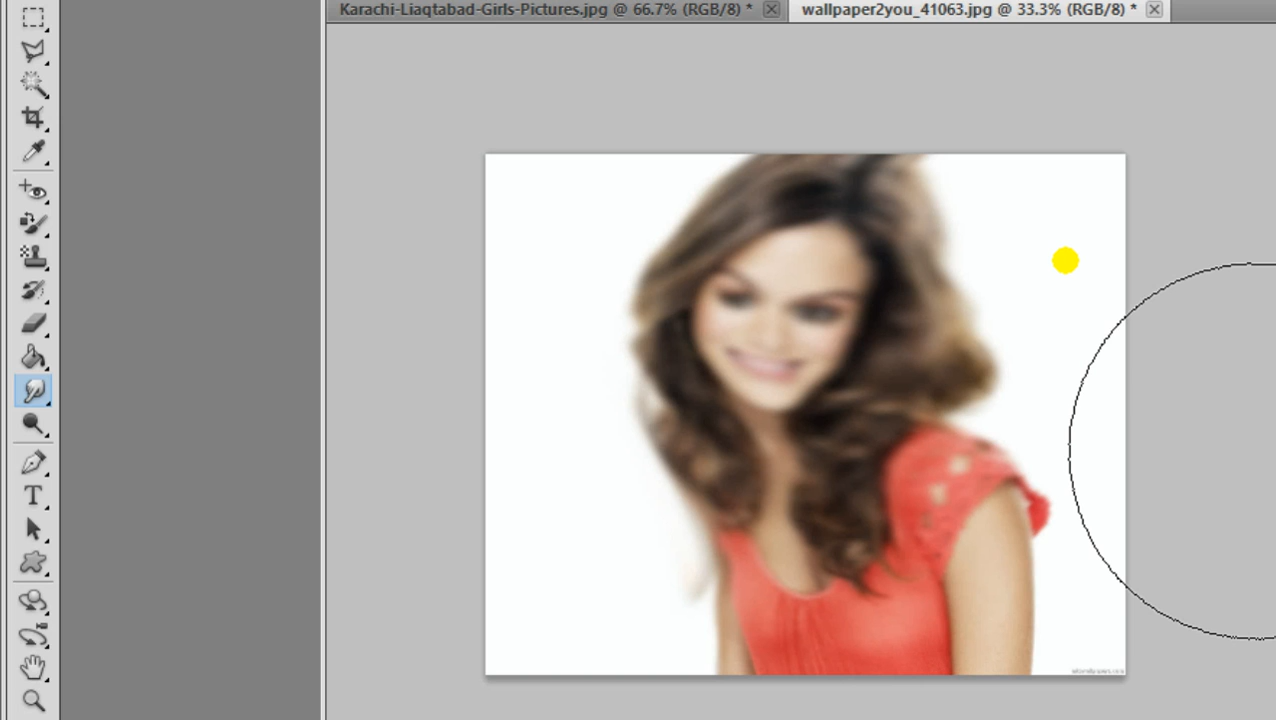 Karachi-Liaqtabad-Girls-Pictures.jpg @ 66.7% (RGB/8) *
wallpaper2you_41063.jpg @ 33.3% (RGB/8) *
T